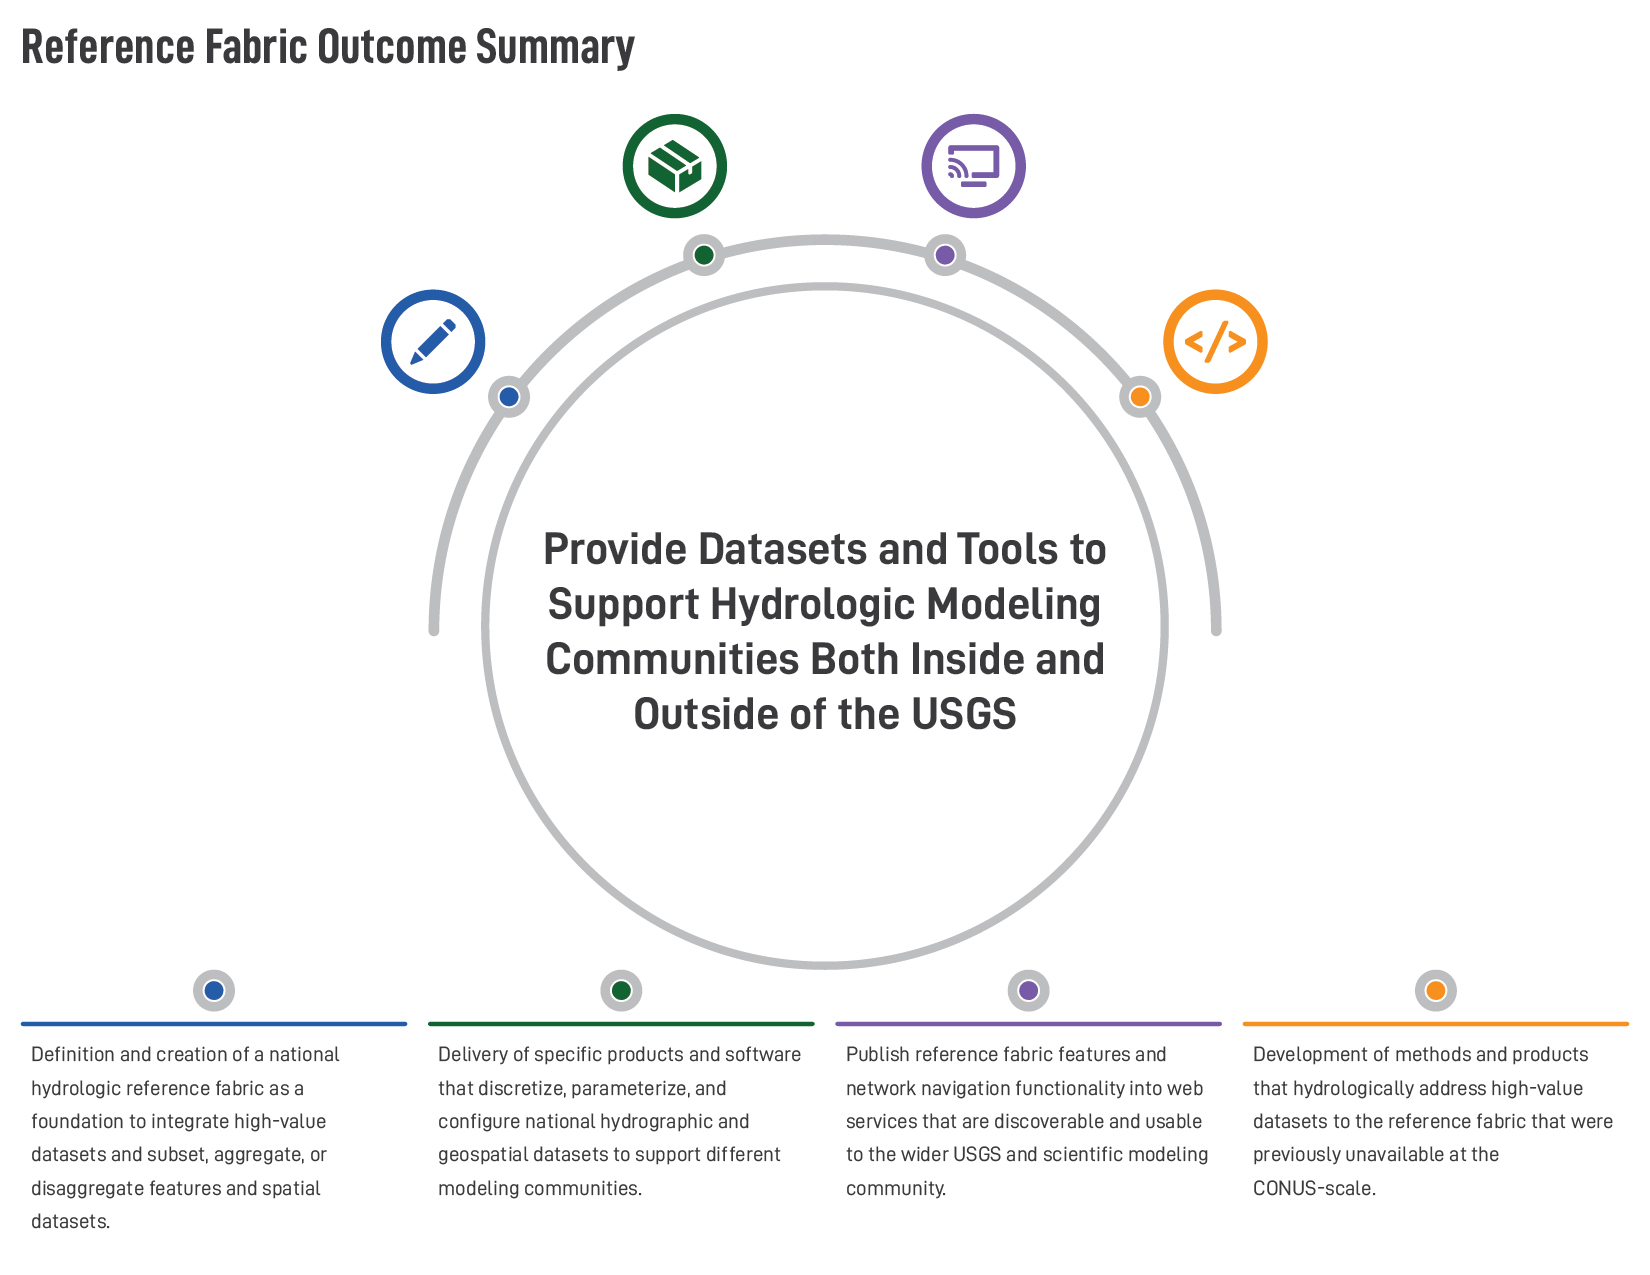 Reference Fabric Outcome Summary
</>
Provide Datasets and Tools to
Support Hydrologic Modeling
Communities Both Inside and
Outside of the USGS
Definition and creation of a national
hydrologic reference fabric as a
foundation to integrate high-value
datasets and subset, aggregate, or
disaggregate features and spatial
datasets.
Delivery of specific products and software
that discretize, parameterize, and
configure national hydrographic and
geospatial datasets to support different
modeling communities.
Publish reference fabric features and
network navigation functionality into web
services that are discoverable and usable
to the wider USGS and scientific modeling
community.
Development of methods and products
that hydrologically address high-value
datasets to the reference fabric that were
previously unavailable at the
CONUS-scale.